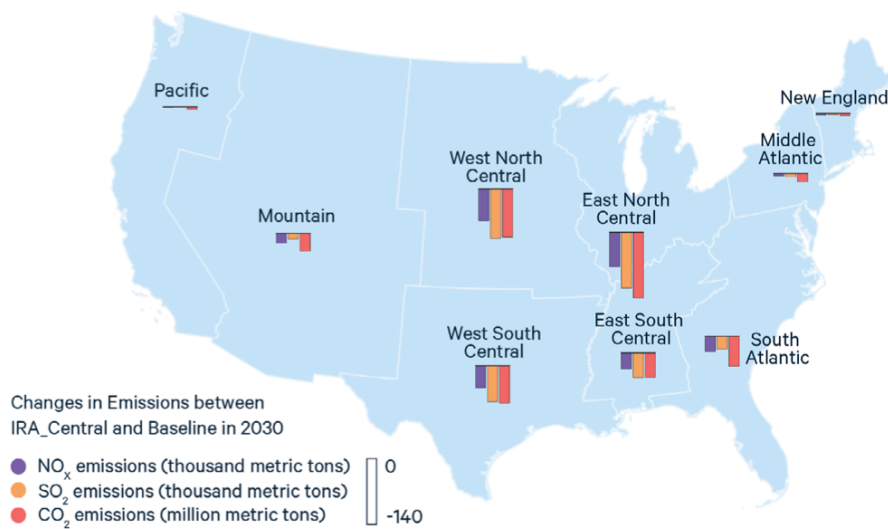 Pacific
New England
Middle
Atlantic
West North
Central
East North
Central
Mountain
West South
Central
East South
Central
South
Atlantic
Changes in Emissions between
IRA_Central and Baseline in 2030
NOX emissions (thousand metric tons)
SO2 emissions (thousand metric tons)
CO2 emissions (million metric tons)
0
-140